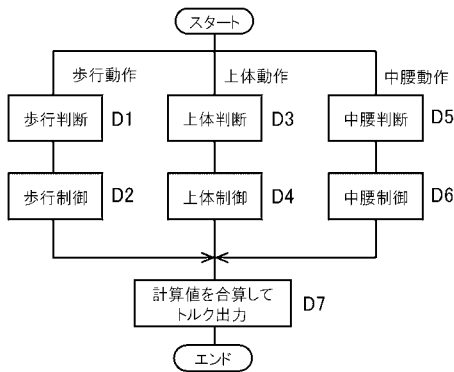 スタート
歩行動作
上体動作
中腰動作
歩行判断 D1
上体判断 D3
中腰判断 D5
歩行制御 D2
上体制御 D4
中腰制御 D6
計算値を合算して
トルク出力
D7
エンド